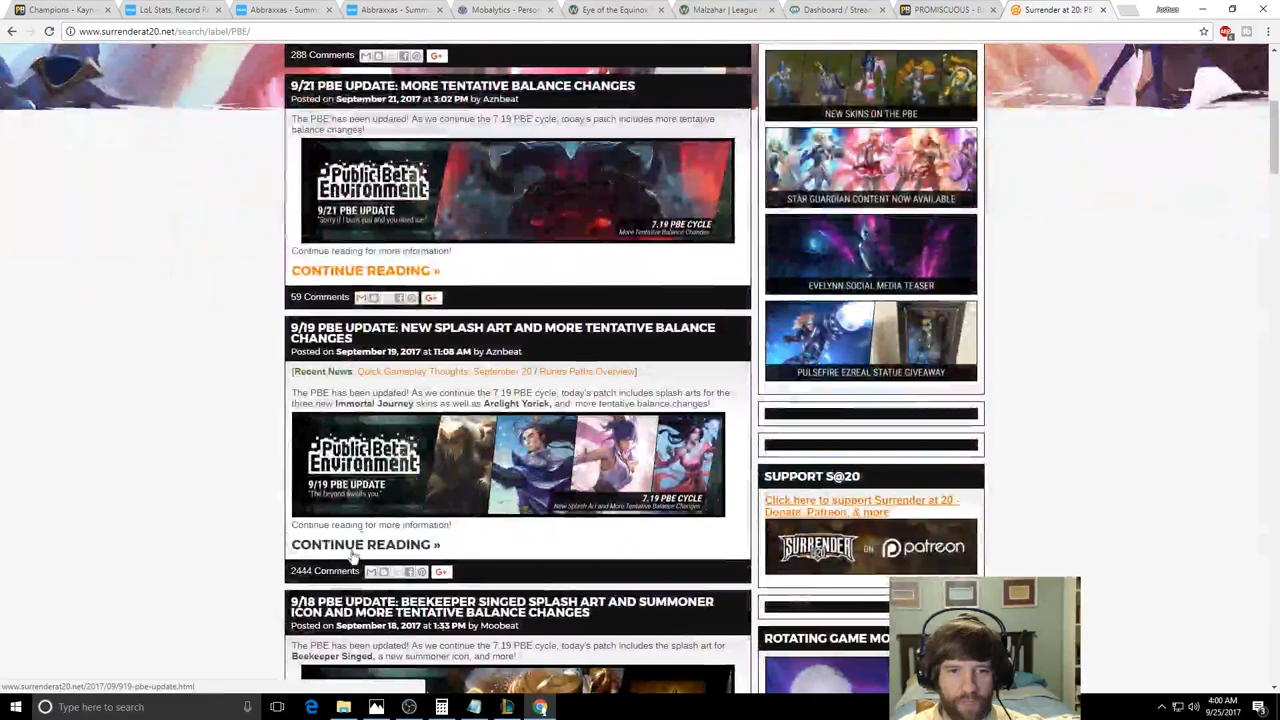 Champions - Kayn
LoL Stats, Record R
Abbraxxas - Summ
Abbraxxas - Summ
Mobalytics - Person
Eye of the Equinox
Malzahar | League
Dashboard / Stream
PROMISCUOUS - B
Surrender at 20: P
Joshua
www.surrenderat20.net/search/label/PBE/
288 Comments
9/21 PBE UPDATE: MORE TENTATIVE BALANCE CHANGES
Posted on September 21, 2017 at 3:02 PM by Aznbeat
The PBE has been updated! As we continue the 7.19 PBE cycle, today's patch includes more tentative
balance changes!
Public Beta
Environment
9/21 PBE UPDATE
7.19 PBE CYCLE
More Tentative Balance Changes
Continue reading for more information!
CONTINUE READING »
59 Comments
9/19 PBE UPDATE: NEW SPLASH ART AND MORE TENTATIVE BALANCE
CHANGES
Posted on September 19, 2017 at 11:08 AM by Aznbeat
[Recent News: Quick Gameplay Thoughts: September 20 / Runes Paths Overview]
The PBE has been updated! As we continue the 7.19 PBE cycle, today's patch includes splash arts for the
three new Immortal Journey skins as well as Arclight Yorick, and more tentative balance changes!
Public Beta
Environment
9/19 PBE UPDATE
"The beyond awaits you."
7.19 PBE CYCLE
New Splash Art and More Tentative Balance Changes
Continue reading for more information!
CONTINUE READING »
2444 Comments
9/18 PBE UPDATE: BEEKEEPER SINGED SPLASH ART AND SUMMONER
ICON AND MORE TENTATIVE BALANCE CHANGES
Posted on September 18, 2017 at 1:33 PM by Moobeat
The PBE has been updated! As we continue the 7.19 PBE cycle, today's patch includes the splash art for
Beekeeper Singed, a new summoner icon, and more!
NEW SKINS ON THE PBE
STAR GUARDIAN CONTENT NOW AVAILABLE
EVELYNN SOCIAL MEDIA TEASER
PULSEFIRE EZREAL STATUE GIVEAWAY
SUPPORT S@20
Click here to support Surrender at 20 -
Donate, Patreon, & more
SURRENDER ON patreon
ROTATING GAME MO
www.surrenderat20.net/2017/09/919-pbe-update.html
Type here to search
4:00 AM
9/25/2017